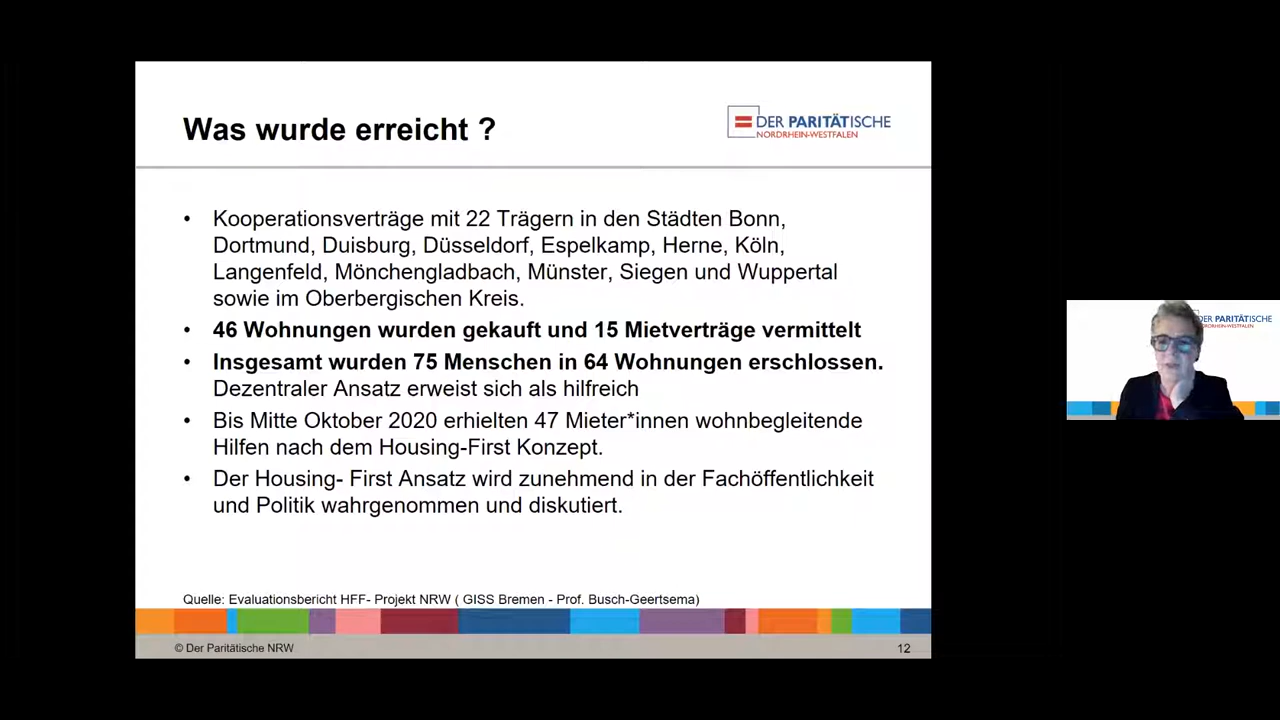 Was wurde erreicht ?
DER PARITÄTISCHE
NORDRHEIN-WESTFALEN
• Kooperationsverträge mit 22 Trägern in den Städten Bonn,
Dortmund, Duisburg, Düsseldorf, Espelkamp, Herne, Köln,
Langenfeld, Mönchengladbach, Münster, Siegen und Wuppertal
sowie im Oberbergischen Kreis.
• 46 Wohnungen wurden gekauft und 15 Mietverträge vermittelt
• Insgesamt wurden 75 Menschen in 64 Wohnungen erschlossen.
Dezentraler Ansatz erweist sich als hilfreich
• Bis Mitte Oktober 2020 erhielten 47 Mieter*innen wohnbegleitende
Hilfen nach dem Housing-First Konzept.
• Der Housing- First Ansatz wird zunehmend in der Fachöffentlichkeit
und Politik wahrgenommen und diskutiert.
Quelle: Evaluationsbericht HFF- Projekt NRW ( GISS Bremen - Prof. Busch-Geertsema)
© Der Paritätische NRW
12
DER PARITÄTISCHE
NORDRHEIN-WESTFALEN